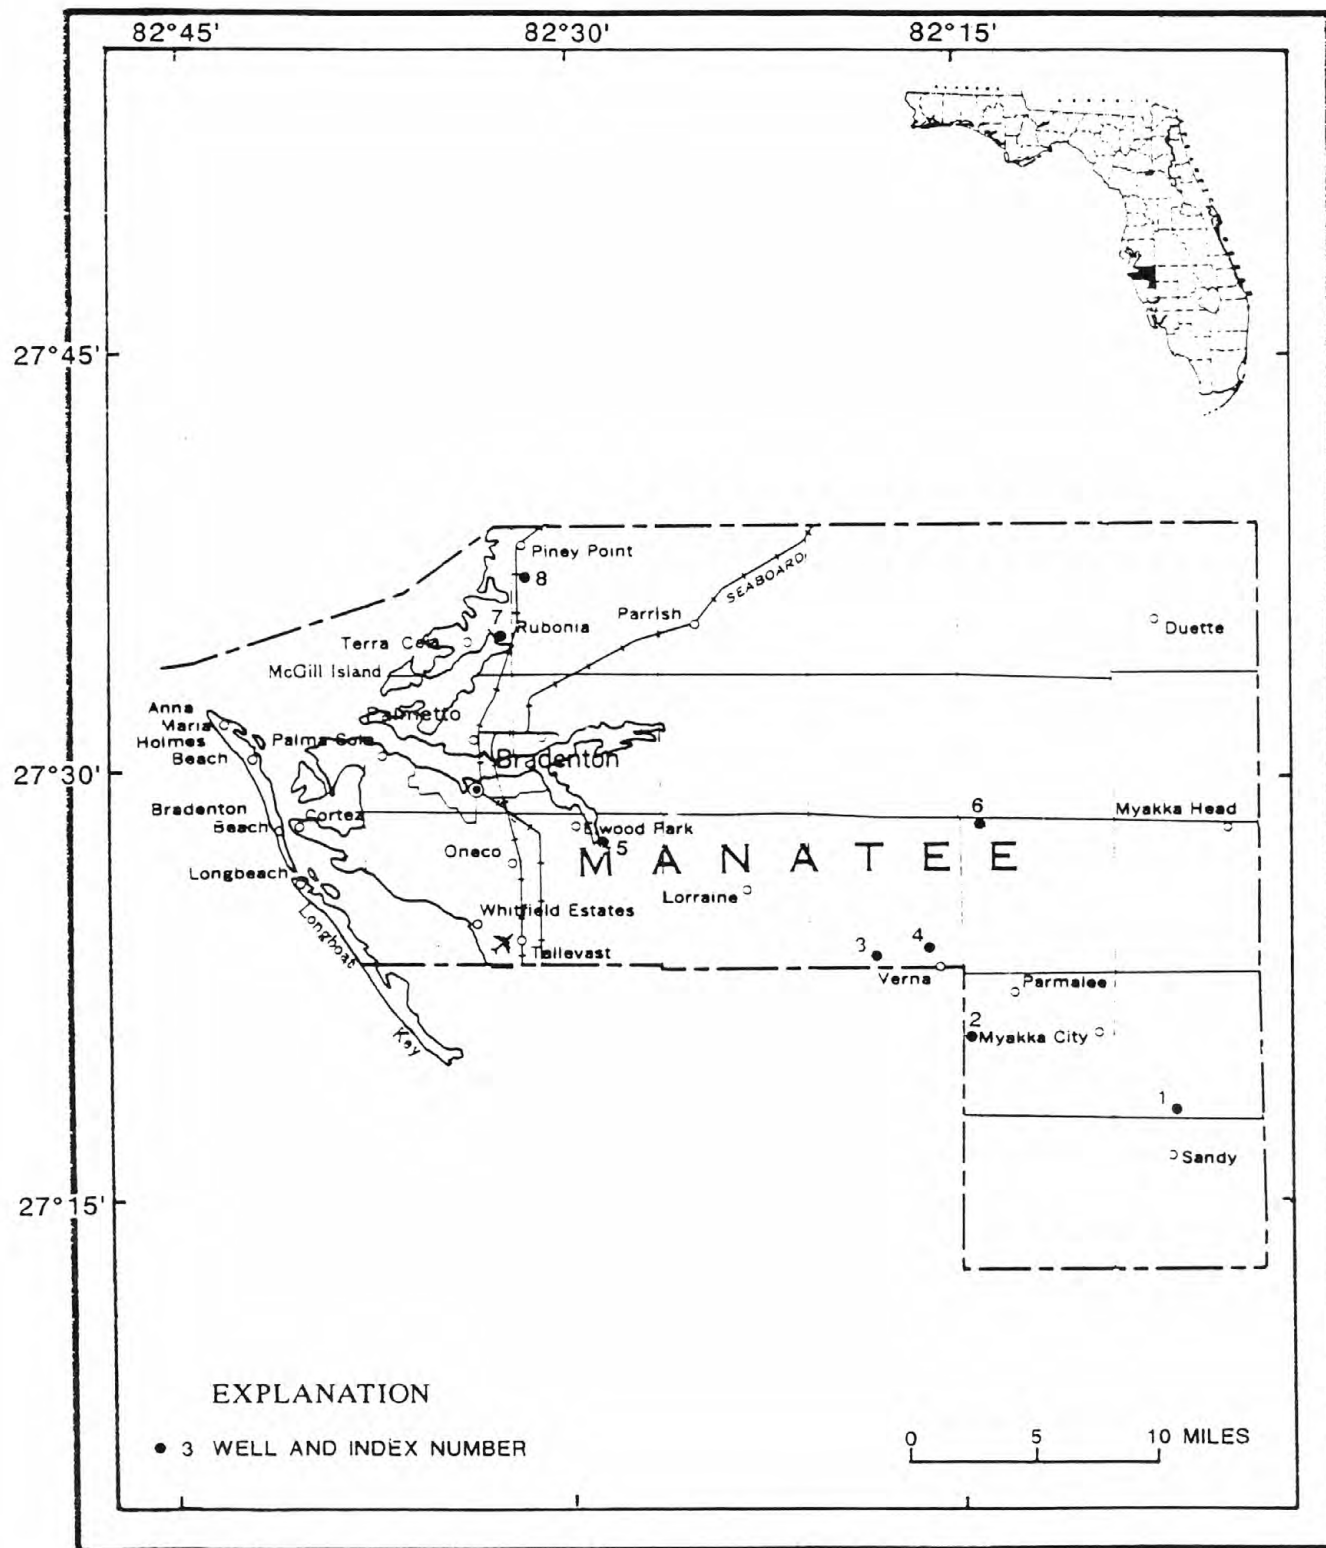 82°45' 82°30' 82°15'
27°45'
Piney Point
8
SEABOARD
7
Parrish
Rubonia
Duette
Terra Ceia
McGill Island
Anna
Maria
Palmetto
Holmes
Beach
Palma Sola
Bradenton
27°30'
Bradenton
Beach
Cortez
6
Myakka Head
Elwood Park
5
Oneco
MANATEE
Longbeach
Lorraine
Longboat
Key
Whitfield Estates
Tallevast
3
4
Verna
Parmalee
2
Myakka City
1
Sandy
27°15'
EXPLANATION
3 WELL AND INDEX NUMBER
0 5 10 MILES